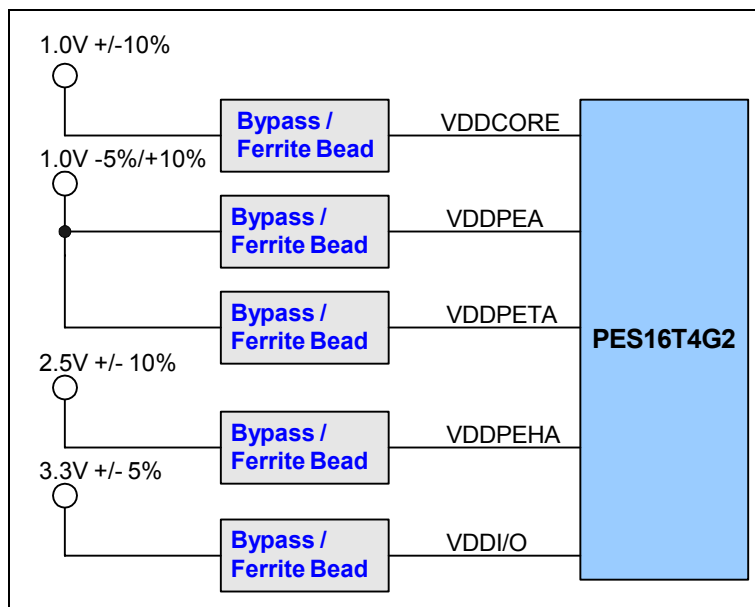 1.0V +/-10%
Bypass /
Ferrite Bead
VDDCORE
1.0V -5%/+10%
Bypass /
Ferrite Bead
VDDPEA
Bypass /
Ferrite Bead
VDDPETA
PES16T4G2
2.5V +/- 10%
Bypass /
Ferrite Bead
VDDPEHA
3.3V +/- 5%
Bypass /
Ferrite Bead
VDDI/O